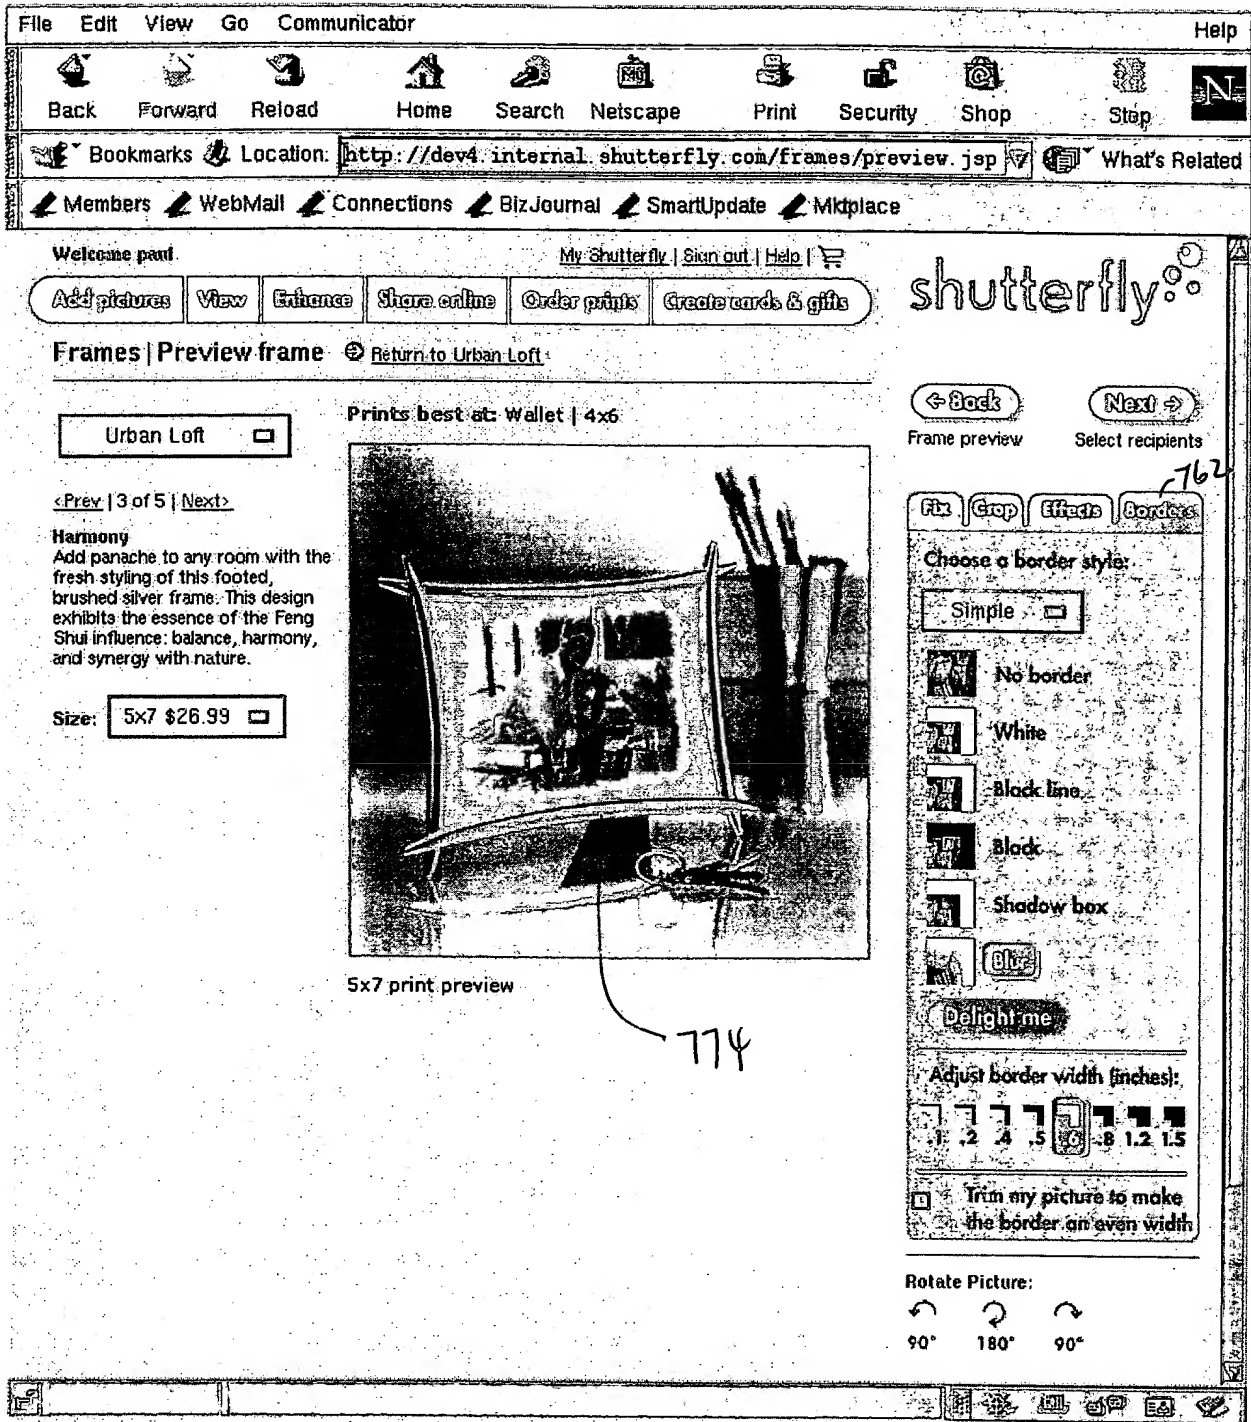 File Edit View Go Communicator Help
Back Forward Reload Home Search Netscape Print Security Shop Stop
N
Bookmarks Location: http://dev4.internal.shutterfly.com/frames/preview.jsp What's Related
Members WebMail Connections BizJournal SmartUpdate Mktplace
Welcome paul My Shutterfly | Sign out | Help |
Add pictures View Enhance Share online Order prints Create cards & gifts
shutterfly
Frames | Preview frame Return to Urban Loft
Back Next
Frame preview Select recipients
Prints best at: Wallet | 4x6
Urban Loft
<Prev | 3 of 5 | Next>
Harmony
Add panache to any room with the
fresh styling of this footed,
brushed silver frame. This design
exhibits the essence of the Feng
Shui influence: balance, harmony,
and synergy with nature.
Size: 5x7 $26.99
5x7 print preview
774
762
Fix Crop Effects Borders
Choose a border style:
Simple
No border
White
Black line
Black
Shadow box
Blur
Delight me
Adjust border width (inches):
.1 .2 .4 .5 .6 .8 1.2 1.5
Trim my picture to make
the border an even width
Rotate Picture:
90° 180° 90°